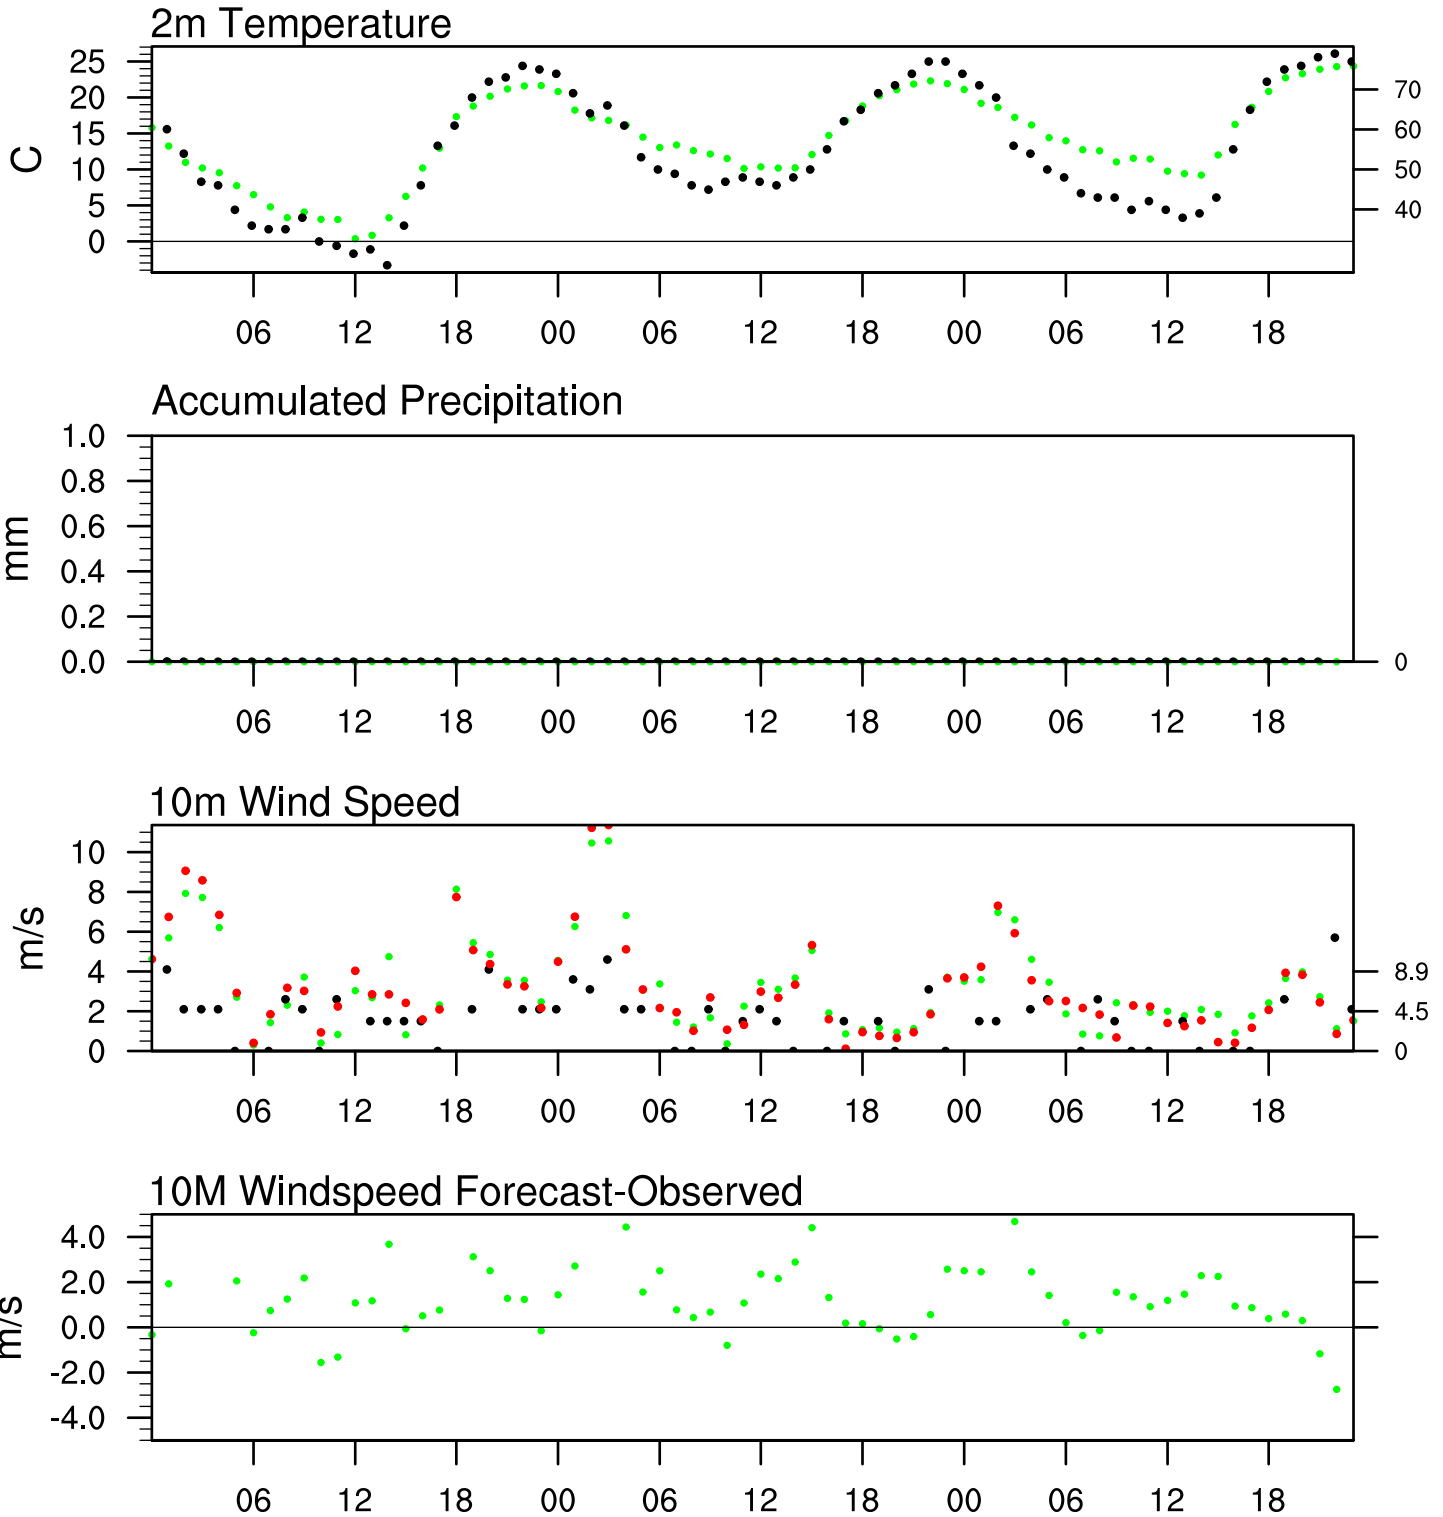 2m Temperature
25
20
15
10
5
0
C
70
60
50
40
06 12 18 00 06 12 18 00 06 12 18
Accumulated Precipitation
1.0
0.8
0.6
0.4
0.2
0.0
mm
0
06 12 18 00 06 12 18 00 06 12 18
10m Wind Speed
10
8
6
4
2
0
m/s
8.9
4.5
0
06 12 18 00 06 12 18 00 06 12 18
10M Windspeed Forecast-Observed
4.0
2.0
0.0
-2.0
-4.0
m/s
06 12 18 00 06 12 18 00 06 12 18